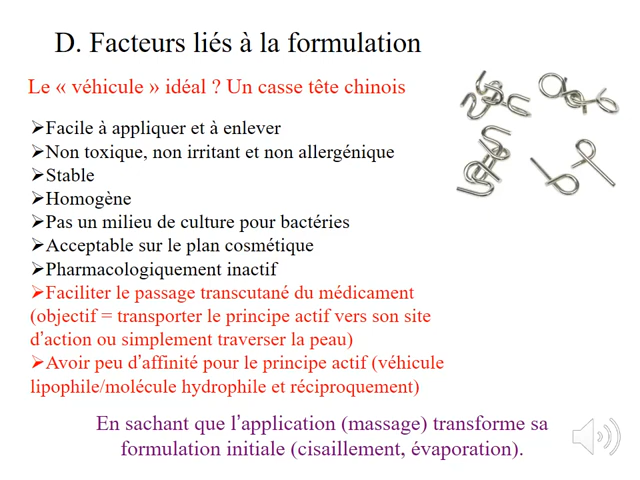 D. Facteurs liés à la formulation
Le « véhicule » idéal ? Un casse tête chinois
➢Facile à appliquer et à enlever
➢Non toxique, non irritant et non allergénique
➢Stable
➢Homogène
➢Pas un milieu de culture pour bactéries
➢Acceptable sur le plan cosmétique
➢Pharmacologiquement inactif
➢Faciliter le passage transcutané du médicament
(objectif = transporter le principe actif vers son site
d'action ou simplement traverser la peau)
➢Avoir peu d'affinité pour le principe actif (véhicule
lipophile/molécule hydrophile et réciproquement)
En sachant que l'application (massage) transforme sa
formulation initiale (cisaillement, évaporation).